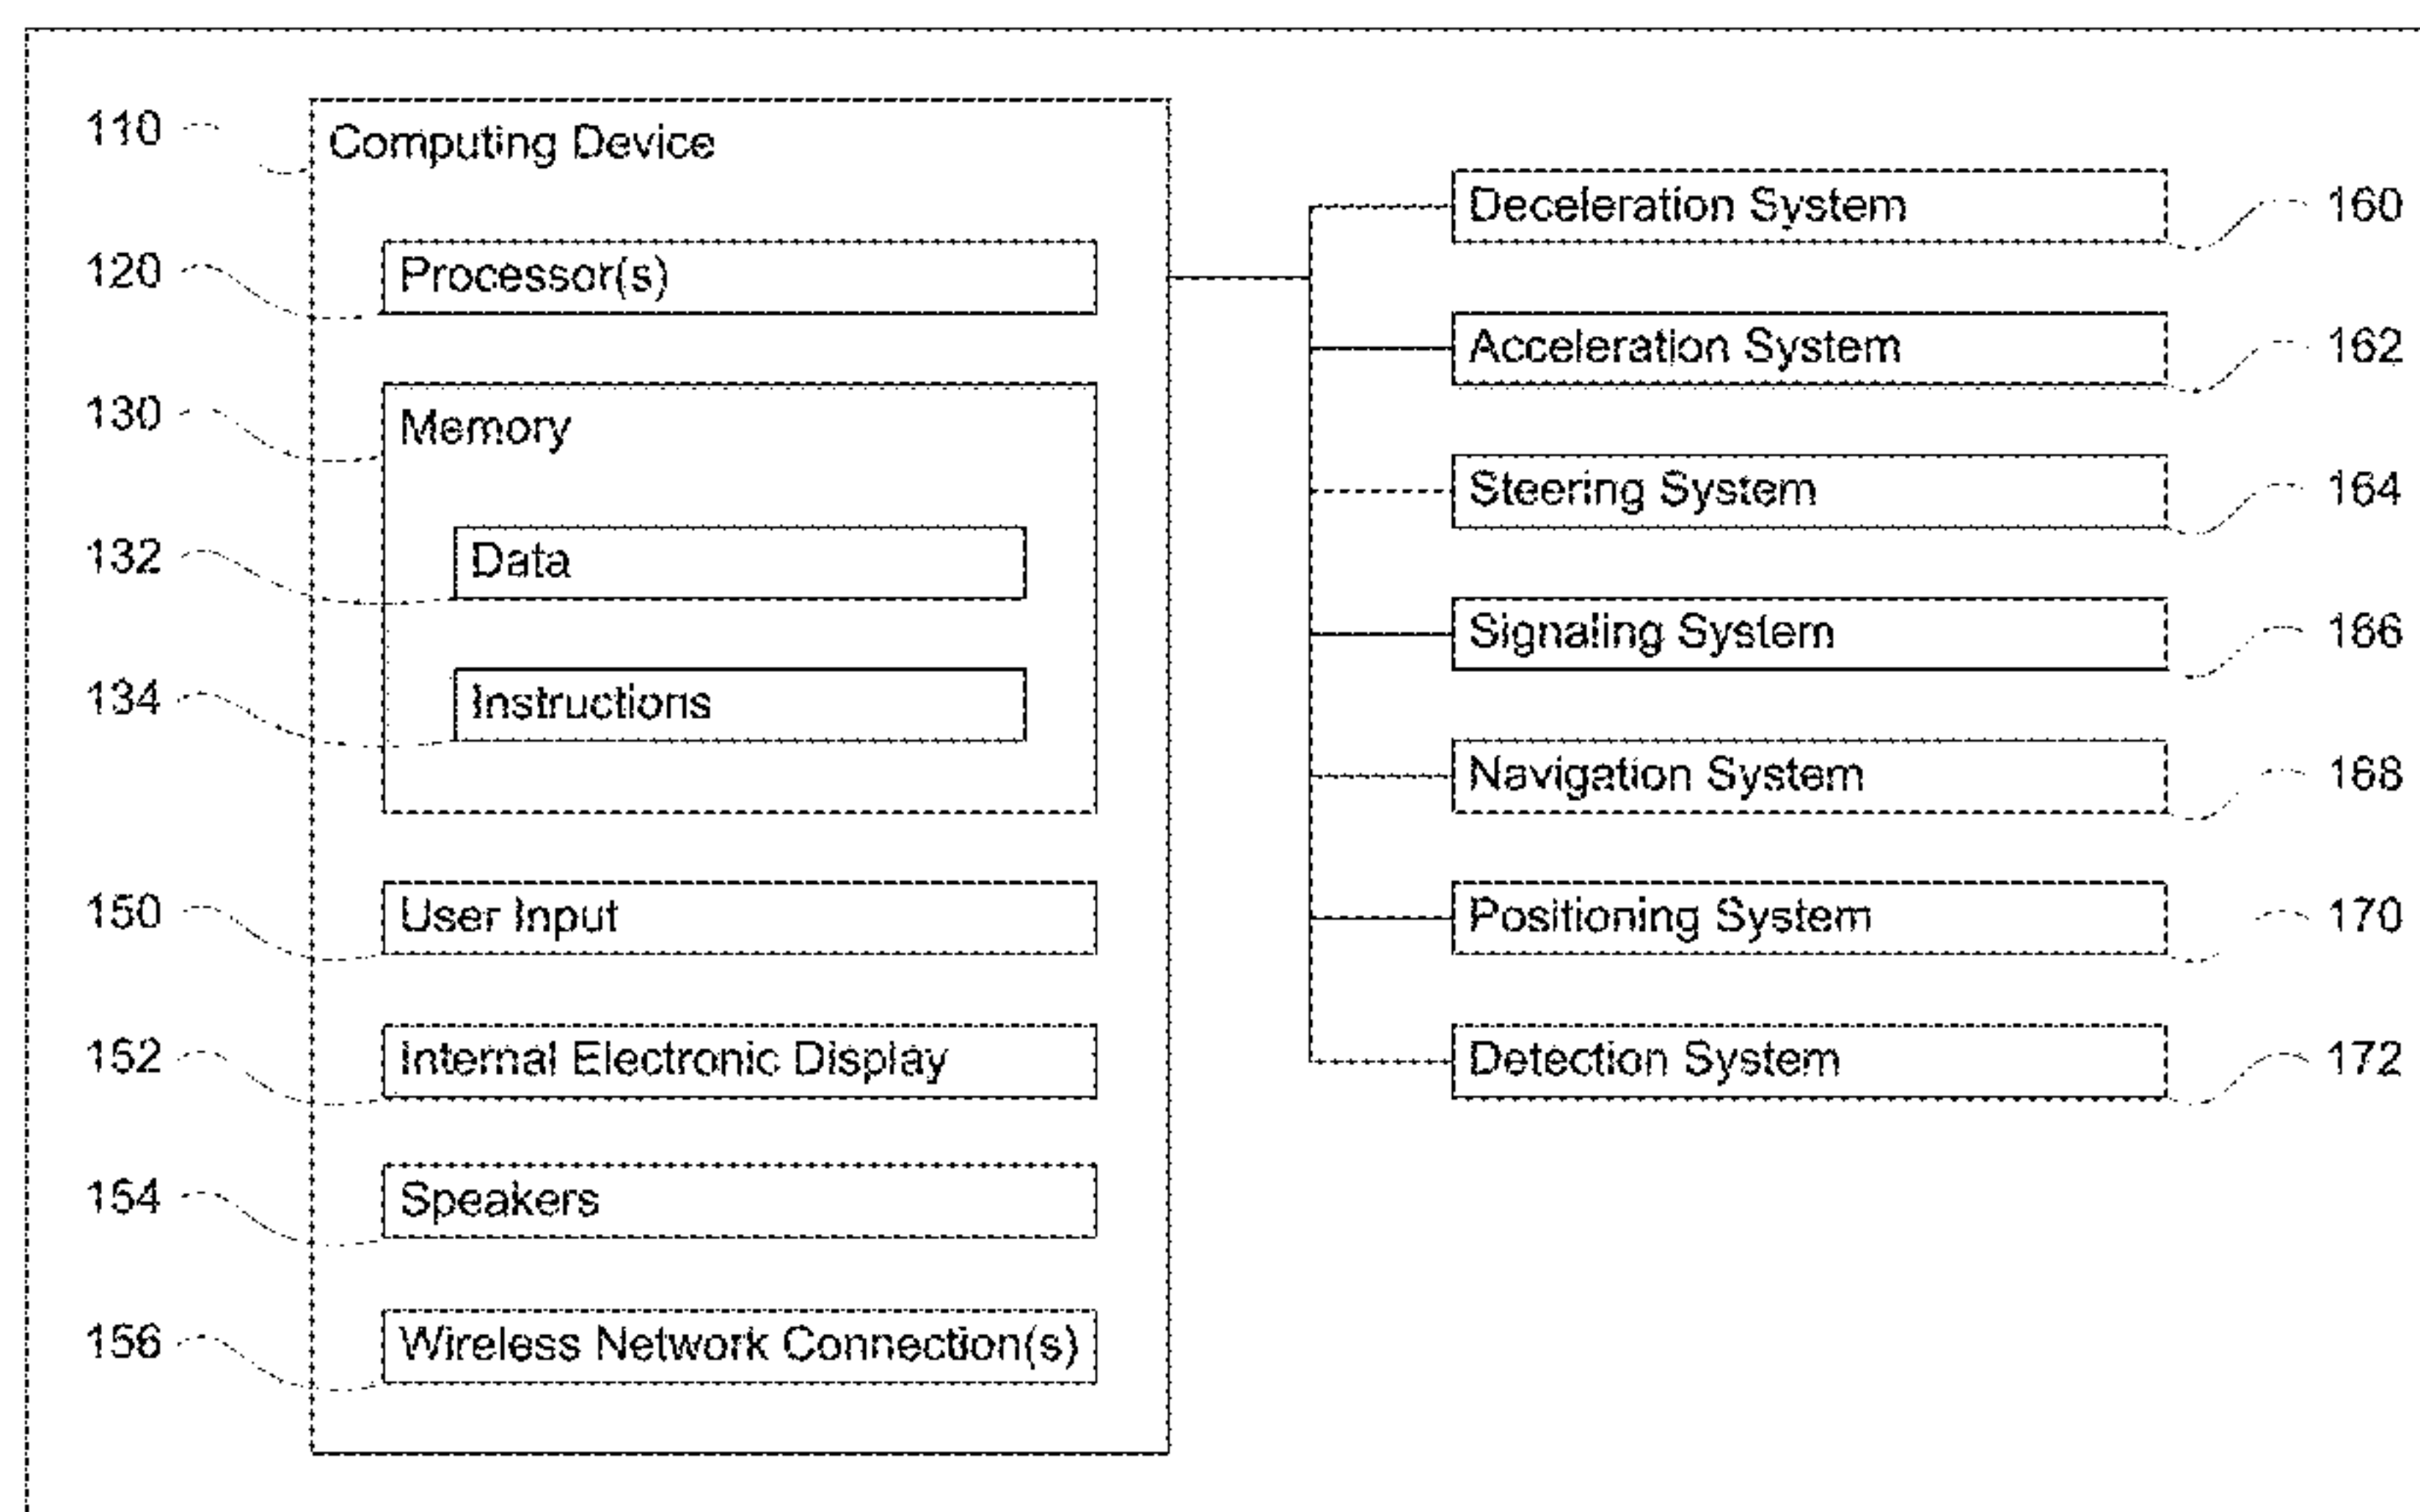 110 Computing Device
120 Processor(s)
130 Memory
132 Data
134 Instructions
150 User Input
152 Internal Electronic Display
154 Speakers
156 Wireless Network Connection(s)
Deceleration System 160
Acceleration System 162
Steering System 164
Signaling System 166
Navigation System 168
Positioning System 170
Detection System 172